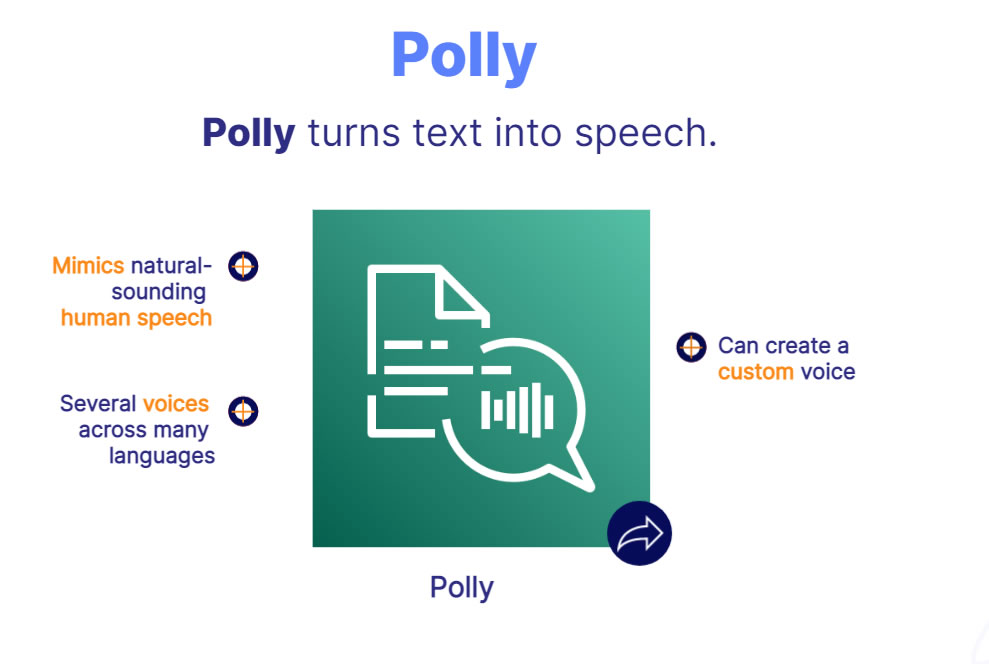 Polly
Polly turns text into speech.
Mimics natural-
sounding
human speech
Several voices
across many
languages
Can create a
custom voice
Polly